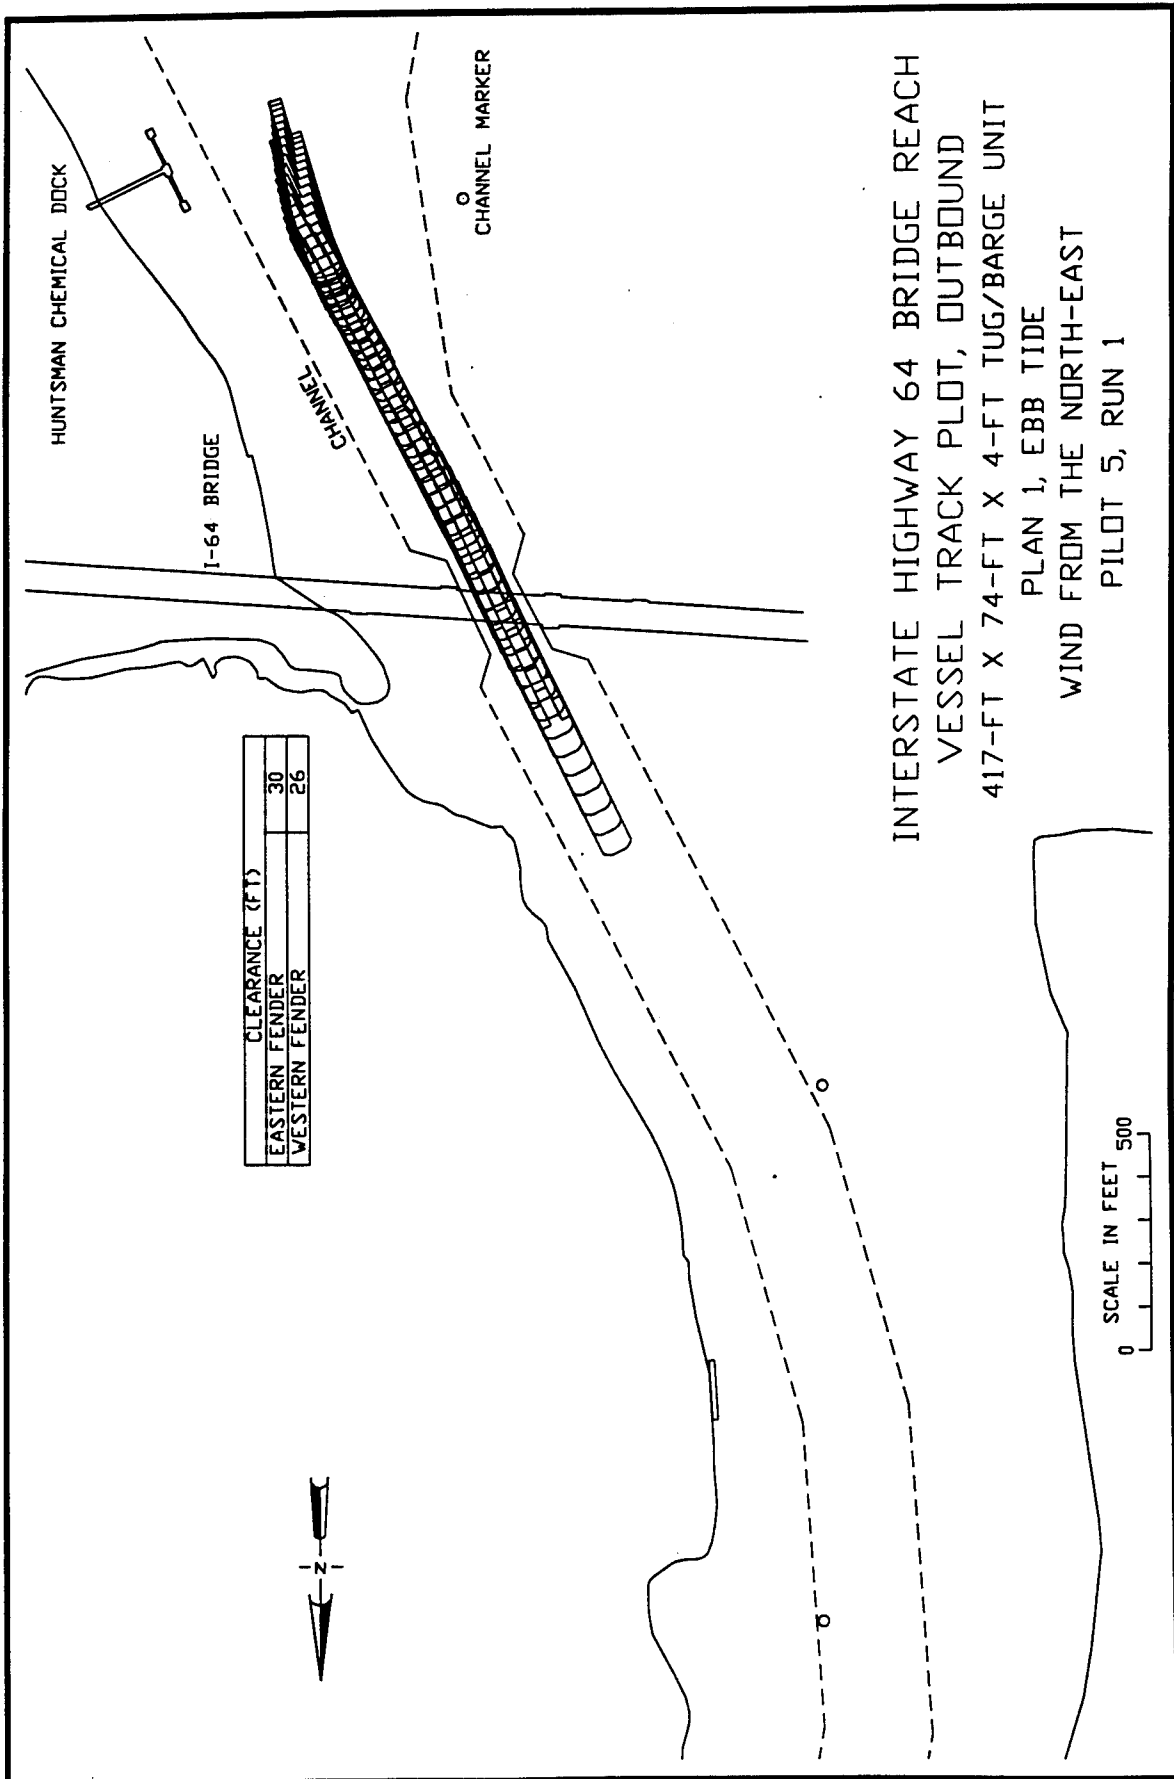 HUNTSMAN CHEMICAL DOCK
I-64 BRIDGE
CHANNEL
CHANNEL MARKER
CLEARANCE (FT)
EASTERN FENDER 30
WESTERN FENDER 26
N
INTERSTATE HIGHWAY 64 BRIDGE REACH
VESSEL TRACK PLOT, OUTBOUND
417-FT X 74-FT X 4-FT TUG/BARGE UNIT
PLAN 1, EBB TIDE
WIND FROM THE NORTH-EAST
PILOT 5, RUN 1
SCALE IN FEET
0 500